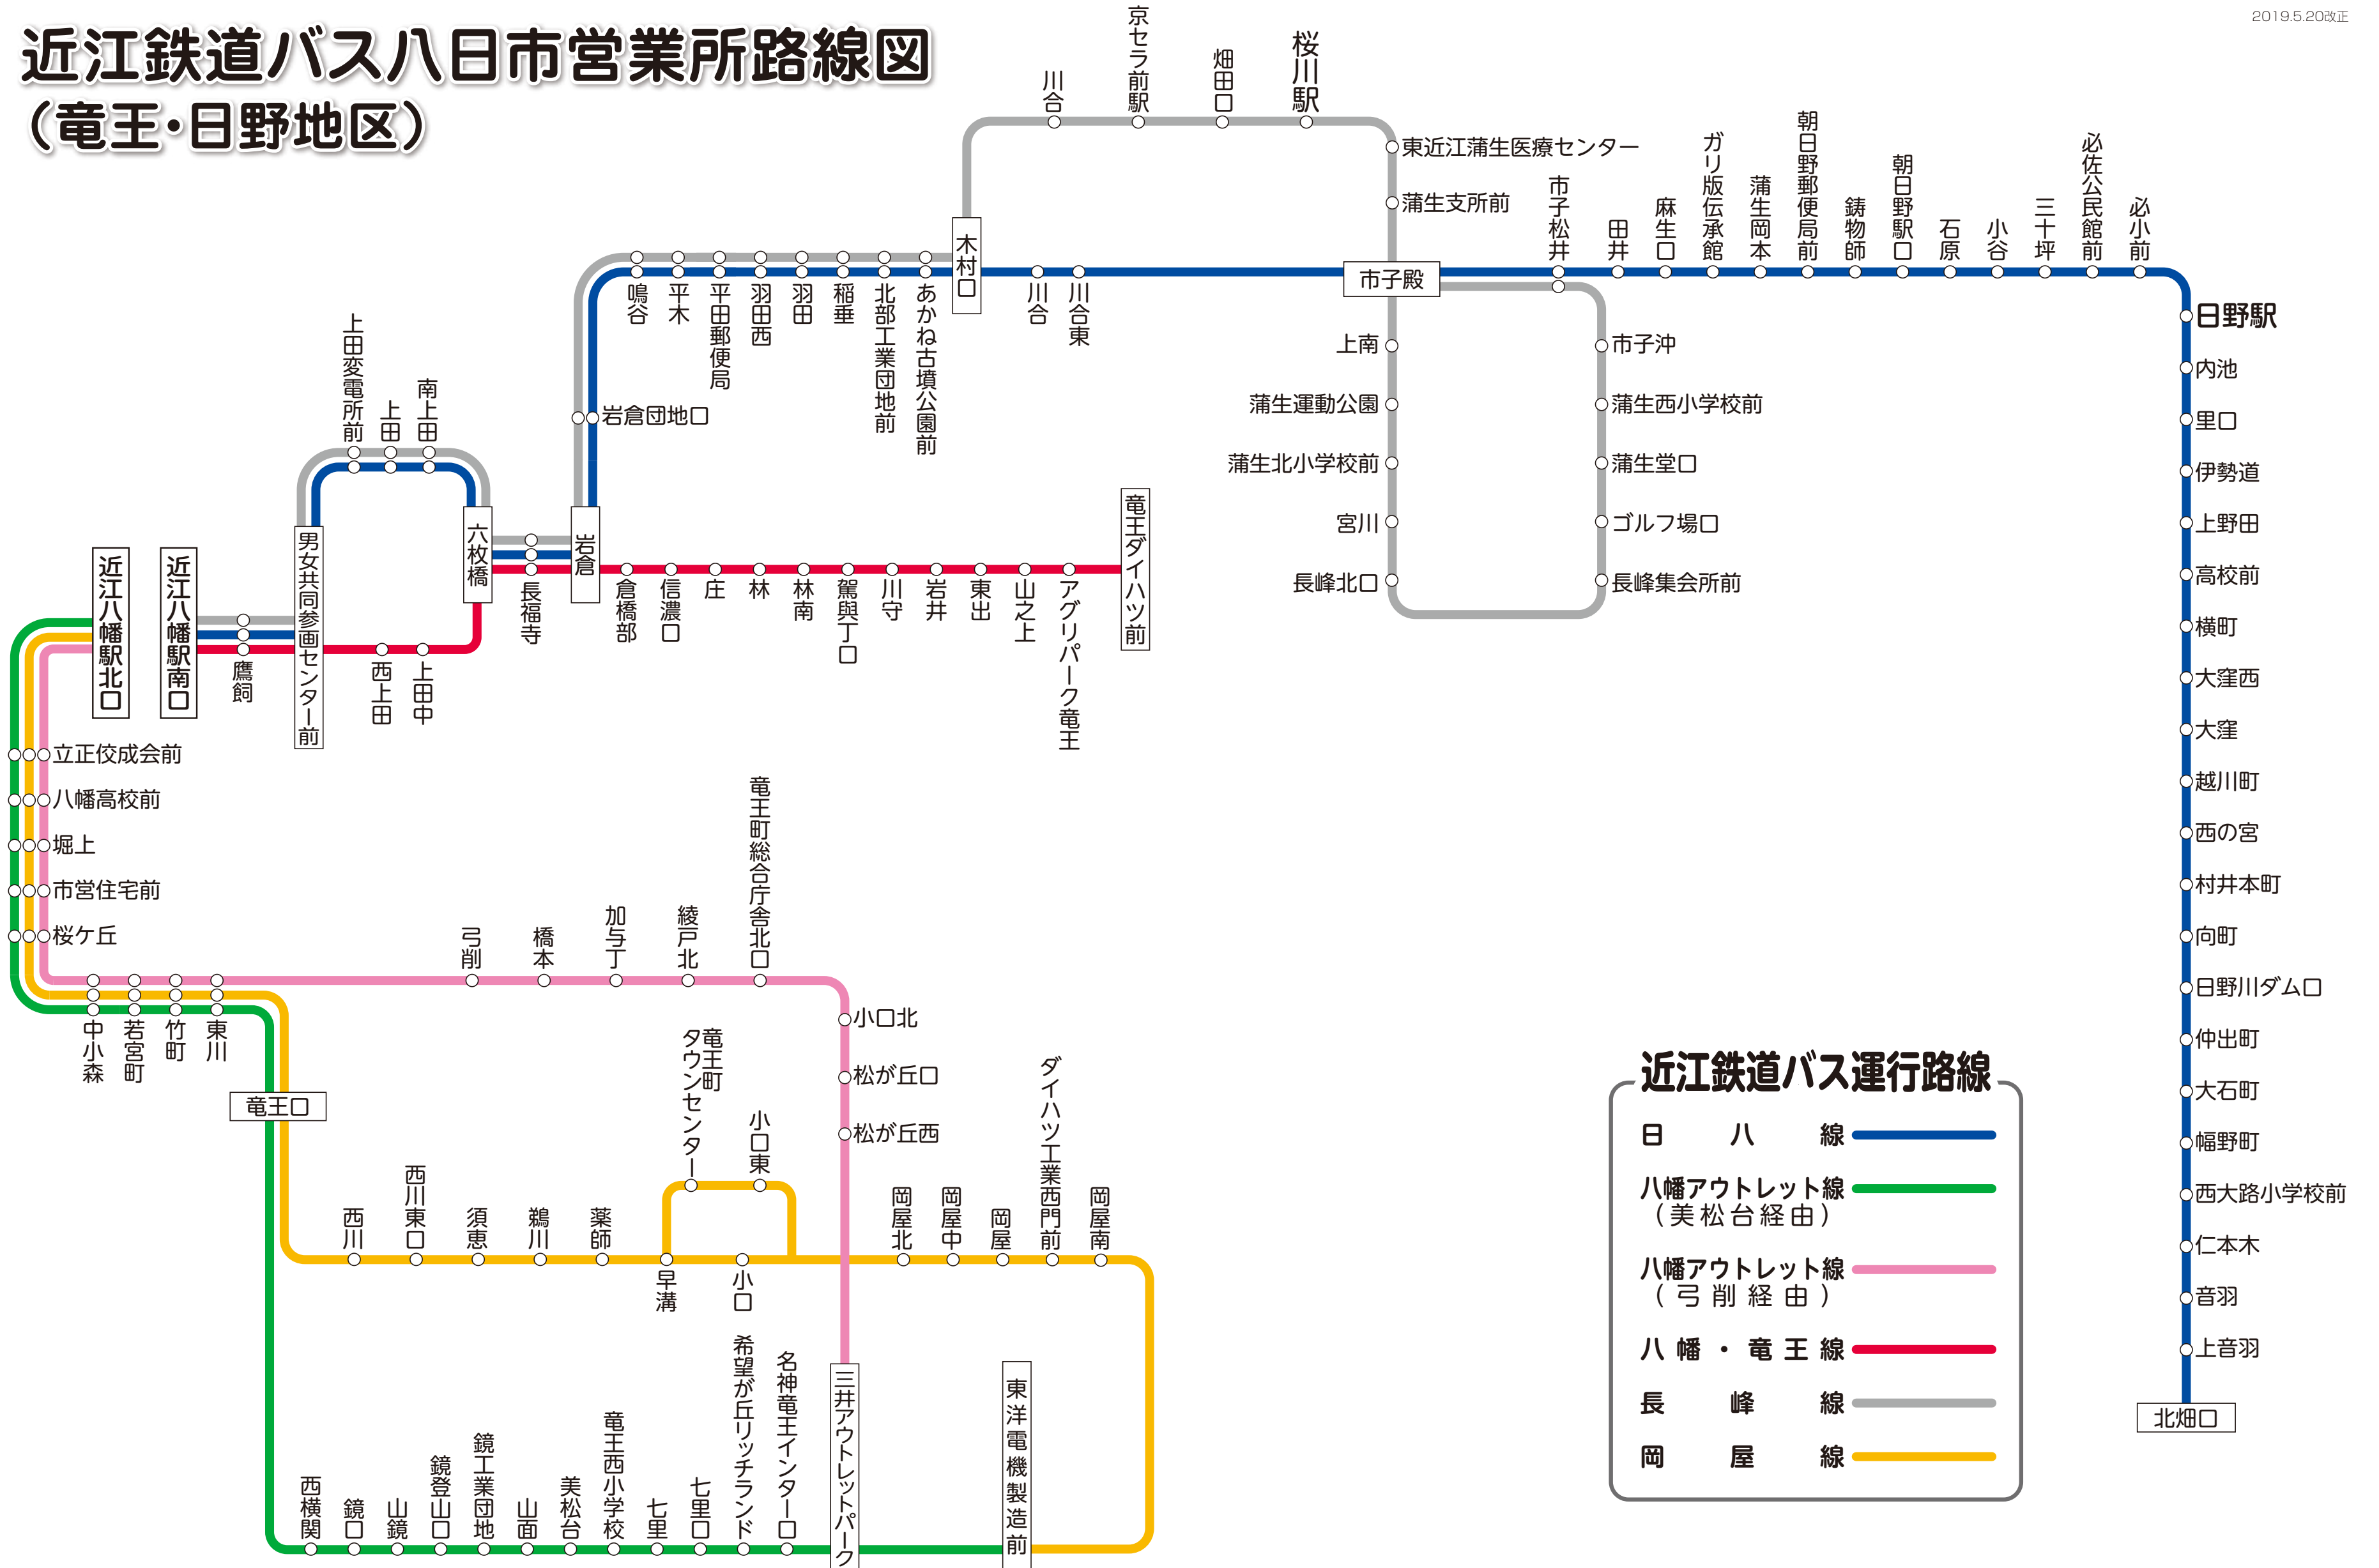 近江鉄道バス八日市営業所路線図
（竜王・日野地区）
2019.5.20改正
川合
京セラ前駅
畑田口
桜川駅
東近江蒲生医療センター
蒲生支所前
市子松井
田井
麻生口
ガリ版伝承館
蒲生岡本
朝日野郵便局前
鋳物師
朝日野駅口
石原
小谷
三十坪
必佐公民館前
必小前
木村口
鳴谷
平木
平田郵便局
羽田西
羽田
稲垂
北部工業団地前
あかね古墳公園前
川合
川合東
市子殿
日野駅
内池
里口
伊勢道
上野田
高校前
横町
大窪西
大窪
越川町
西の宮
村井本町
向町
日野川ダム口
仲出町
大石町
幅野町
西大路小学校前
仁本木
音羽
上音羽
北畑口
上南
蒲生運動公園
蒲生北小学校前
宮川
長峰北口
市子沖
蒲生西小学校前
蒲生堂口
ゴルフ場口
長峰集会所前
岩倉団地口
上田変電所前
上田
南上田
六枚橋
岩倉
長福寺
倉橋部
信濃口
庄
林
林南
駕與丁口
川守
岩井
東出
山之上
アグリパーク竜王
竜王ダイハツ前
近江八幡駅北口
近江八幡駅南口
鷹飼
男女共同参画センター前
西上田
上田中
立正佼成会前
八幡高校前
堀上
市営住宅前
桜ケ丘
中小森
若宮町
竹町
東川
弓削
橋本
加与丁
綾戸北
竜王町総合庁舎北口
小口北
松が丘口
松が丘西
竜王口
西川
西川東口
須恵
鵜川
薬師
早溝
竜王町
タウンセンター
小口東
小口
岡屋北
岡屋中
岡屋
ダイハツ工業西門前
岡屋南
西横関
鏡口
山鏡
鏡登山口
鏡工業団地
山面
美松台
竜王西小学校
七里
七里口
希望が丘リッチランド
名神竜王インター口
三井アウトレットパーク
東洋電機製造前
近江鉄道バス運行路線
日八線
八幡アウトレット線
（美松台経由）
八幡アウトレット線
（弓削経由）
八幡・竜王線
長峰線
岡屋線